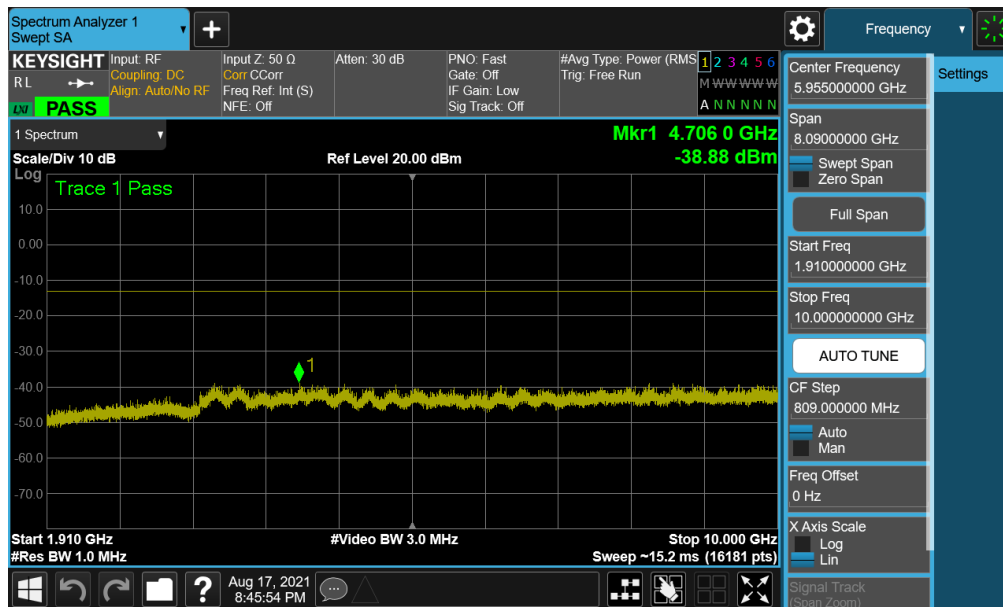 Spectrum Analyzer 1
Swept SA
+
Frequency
KEYSIGHT
RL
LXI PASS
Input: RF
Coupling: DC
Align: Auto/No RF
Input Z: 50 Ω
Corr CCorr
Freq Ref: Int (S)
NFE: Off
Atten: 30 dB
PNO: Fast
Gate: Off
IF Gain: Low
Sig Track: Off
#Avg Type: Power (RMS
Trig: Free Run
1 2 3 4 5 6
M W W W W W
A N N N N N
1 Spectrum
Scale/Div 10 dB
Ref Level 20.00 dBm
Mkr1 4.706 0 GHz
-38.88 dBm
Log
Trace 1 Pass
10.0
0.00
-10.0
-20.0
-30.0
1
-40.0
-50.0
-60.0
-70.0
Start 1.910 GHz
#Video BW 3.0 MHz
Stop 10.000 GHz
#Res BW 1.0 MHz
Sweep ~15.2 ms (16181 pts)
Center Frequency
5.955000000 GHz
Settings
Span
8.09000000 GHz
Swept Span
Zero Span
Full Span
Start Freq
1.910000000 GHz
Stop Freq
10.000000000 GHz
AUTO TUNE
CF Step
809.000000 MHz
Auto
Man
Freq Offset
0 Hz
X Axis Scale
Log
Lin
Signal Track
(Span Zoom)
?
Aug 17, 2021
8:45:54 PM